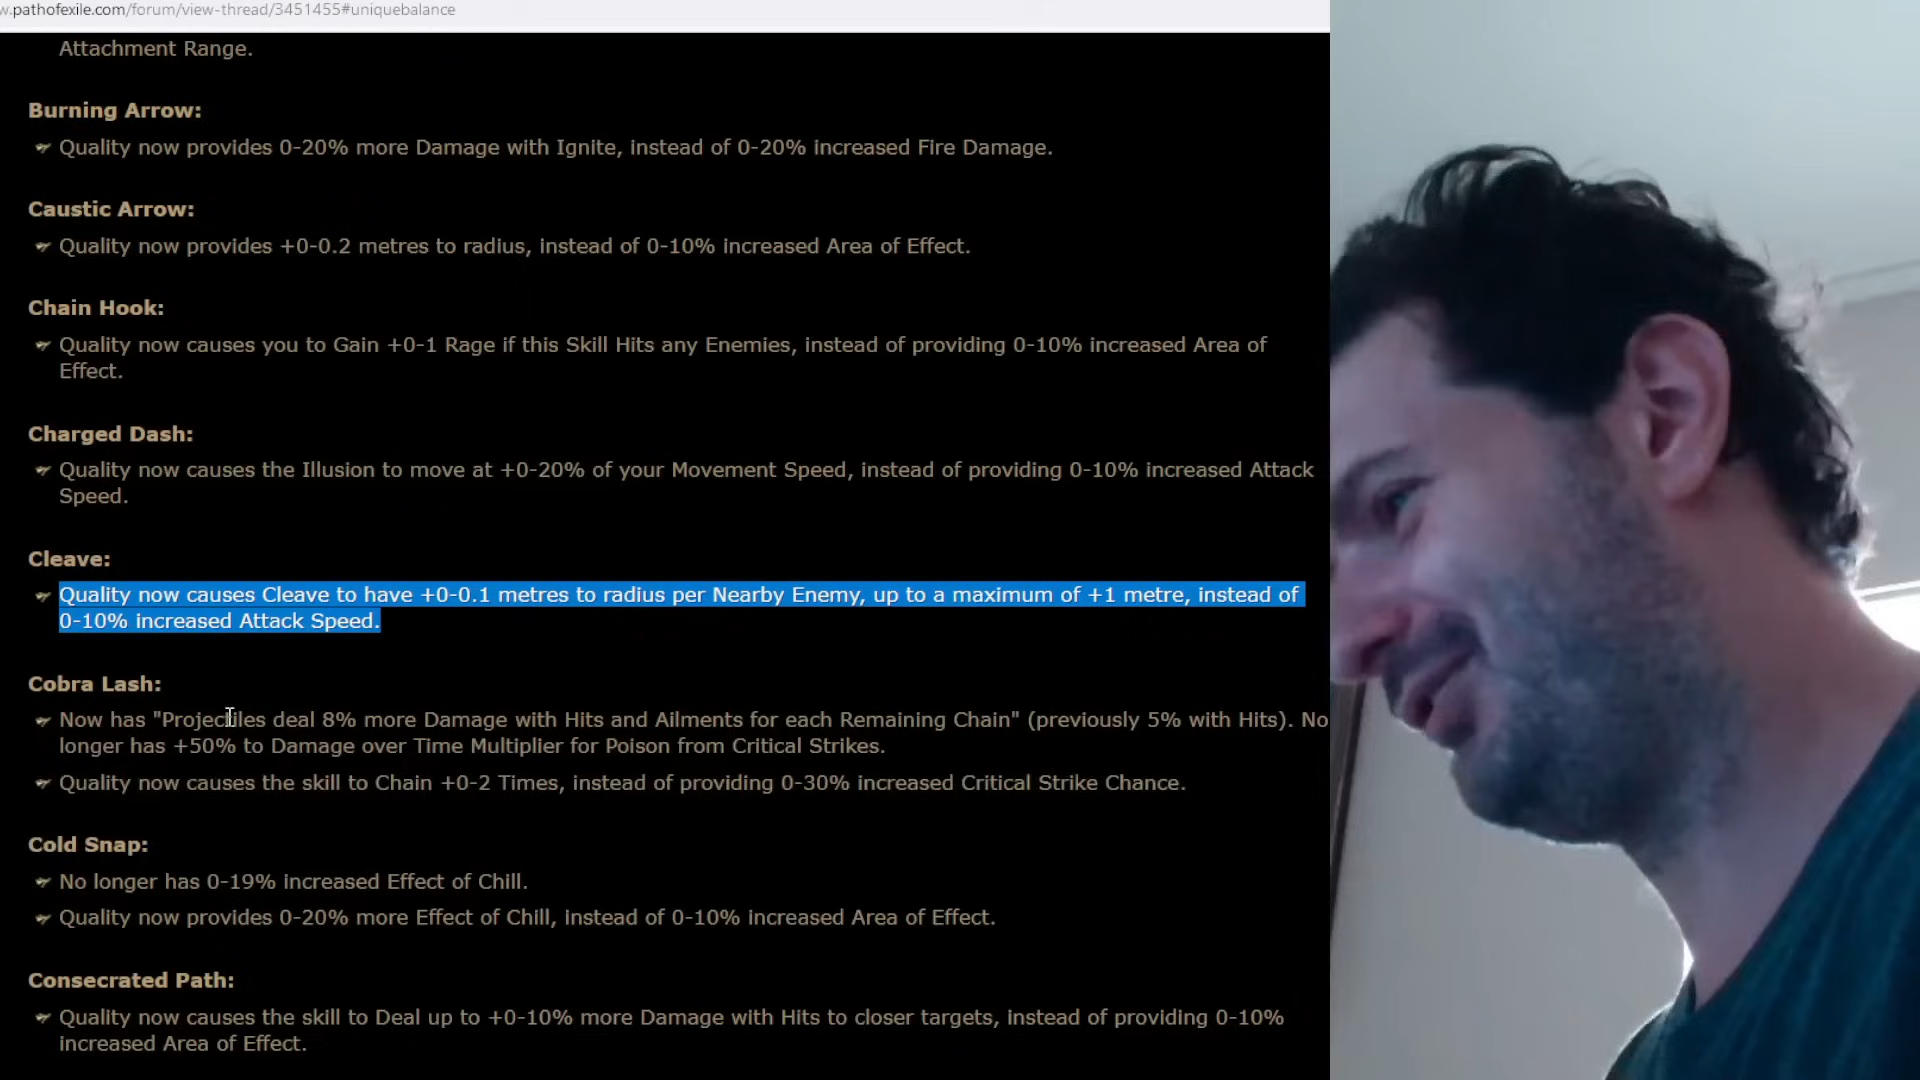 w.pathofexile.com/forum/view-thread/3451455#uniquebalance
Attachment Range.
Burning Arrow:
Quality now provides 0-20% more Damage with Ignite, instead of 0-20% increased Fire Damage.
Caustic Arrow:
Quality now provides +0-0.2 metres to radius, instead of 0-10% increased Area of Effect.
Chain Hook:
Quality now causes you to Gain +0-1 Rage if this Skill Hits any Enemies, instead of providing 0-10% increased Area of
Effect.
Charged Dash:
Quality now causes the Illusion to move at +0-20% of your Movement Speed, instead of providing 0-10% increased Attack
Speed.
Cleave:
Quality now causes Cleave to have +0-0.1 metres to radius per Nearby Enemy, up to a maximum of +1 metre, instead of
0-10% increased Attack Speed.
Cobra Lash:
Now has "Projectiles deal 8% more Damage with Hits and Ailments for each Remaining Chain" (previously 5% with Hits). No
longer has +50% to Damage over Time Multiplier for Poison from Critical Strikes.
Quality now causes the skill to Chain +0-2 Times, instead of providing 0-30% increased Critical Strike Chance.
Cold Snap:
No longer has 0-19% increased Effect of Chill.
Quality now provides 0-20% more Effect of Chill, instead of 0-10% increased Area of Effect.
Consecrated Path:
Quality now causes the skill to Deal up to +0-10% more Damage with Hits to closer targets, instead of providing 0-10%
increased Area of Effect.